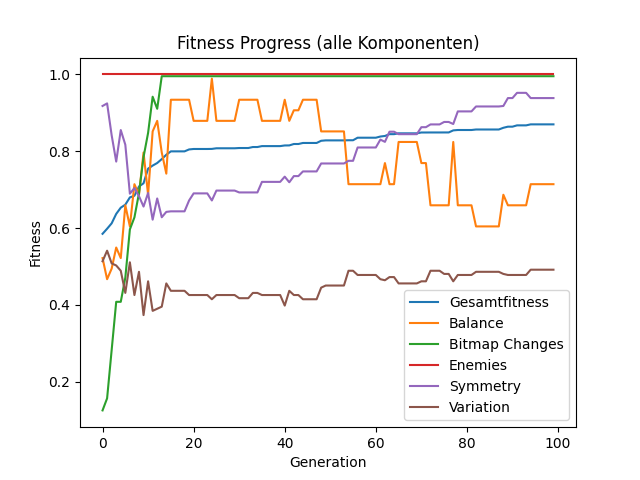 Fitness Progress (alle Komponenten)
1.0
0.8
0.6
0.4
0.2
Fitness
0
20
40
60
80
100
Generation
Gesamtfitness
Balance
Bitmap Changes
Enemies
Symmetry
Variation